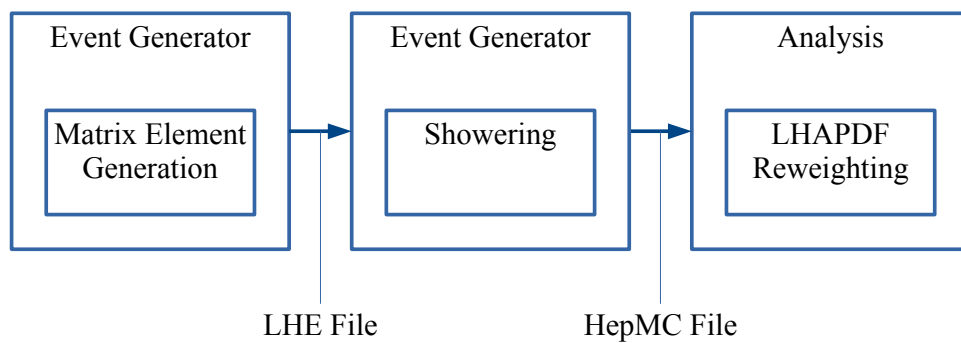 Event Generator
Matrix Element
Generation
Event Generator
Showering
Analysis
LHAPDF
Reweighting
LHE File
HepMC File